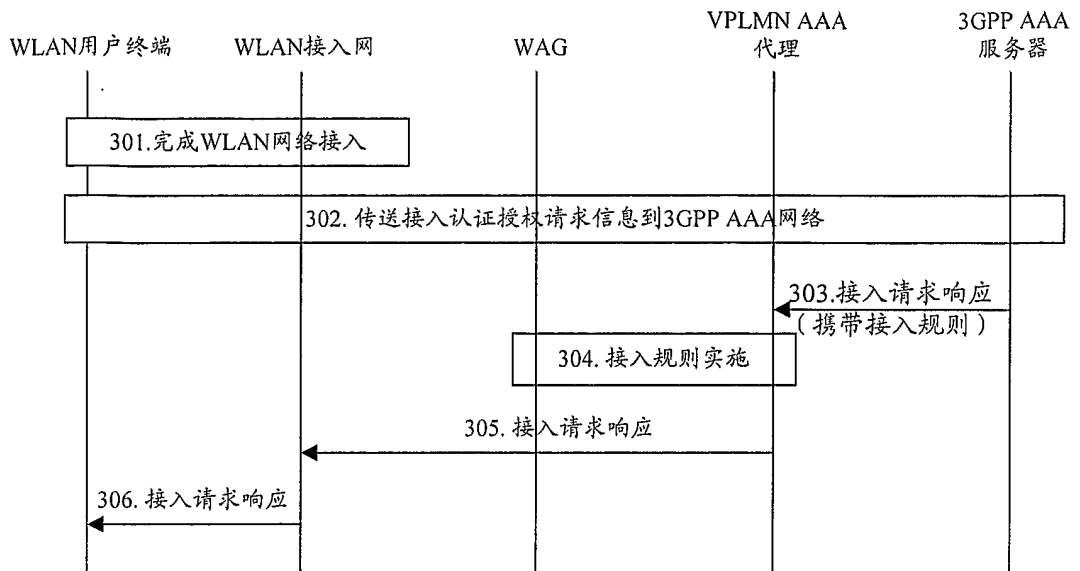 WLAN用户终端
WLAN接入网
WAG
VPLMN AAA
代理
3GPP AAA
服务器
301.完成WLAN网络接入
302. 传送接入认证授权请求信息到3GPP AAA网络
303.接入请求响应
（携带接入规则）
304. 接入规则实施
305. 接入请求响应
306. 接入请求响应